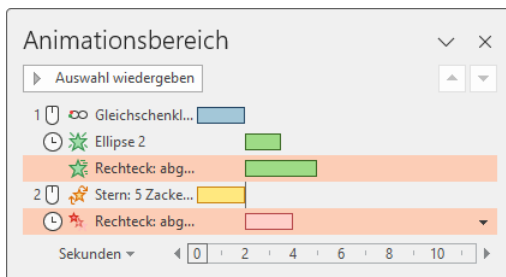 Animationsbereich
Auswahl wiedergeben
1 Gleichschenkl...
Ellipse 2
Rechteck: abg...
2 Stern: 5 Zacke...
Rechteck: abg...
Sekunden 0 2 4 6 8 10